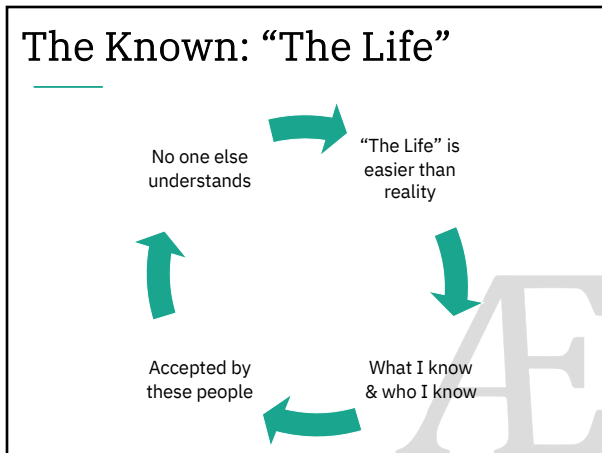 The Known: “The Life”
No one else
understands
“The Life” is
easier than
reality
What I know
& who I know
Accepted by
these people
Æ